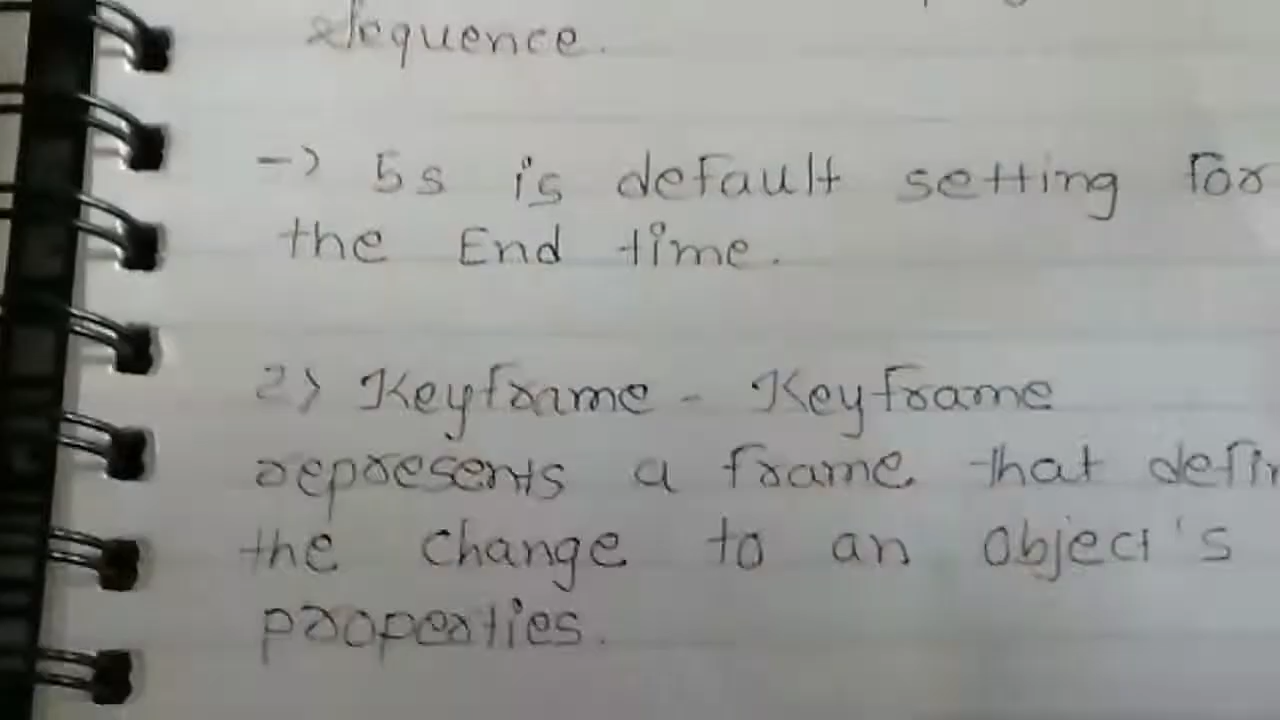 sequence.
-> 5s is default setting for
the End time.
2) Keyframe - Keyframe
represents a frame that
the change to an object's
properties.